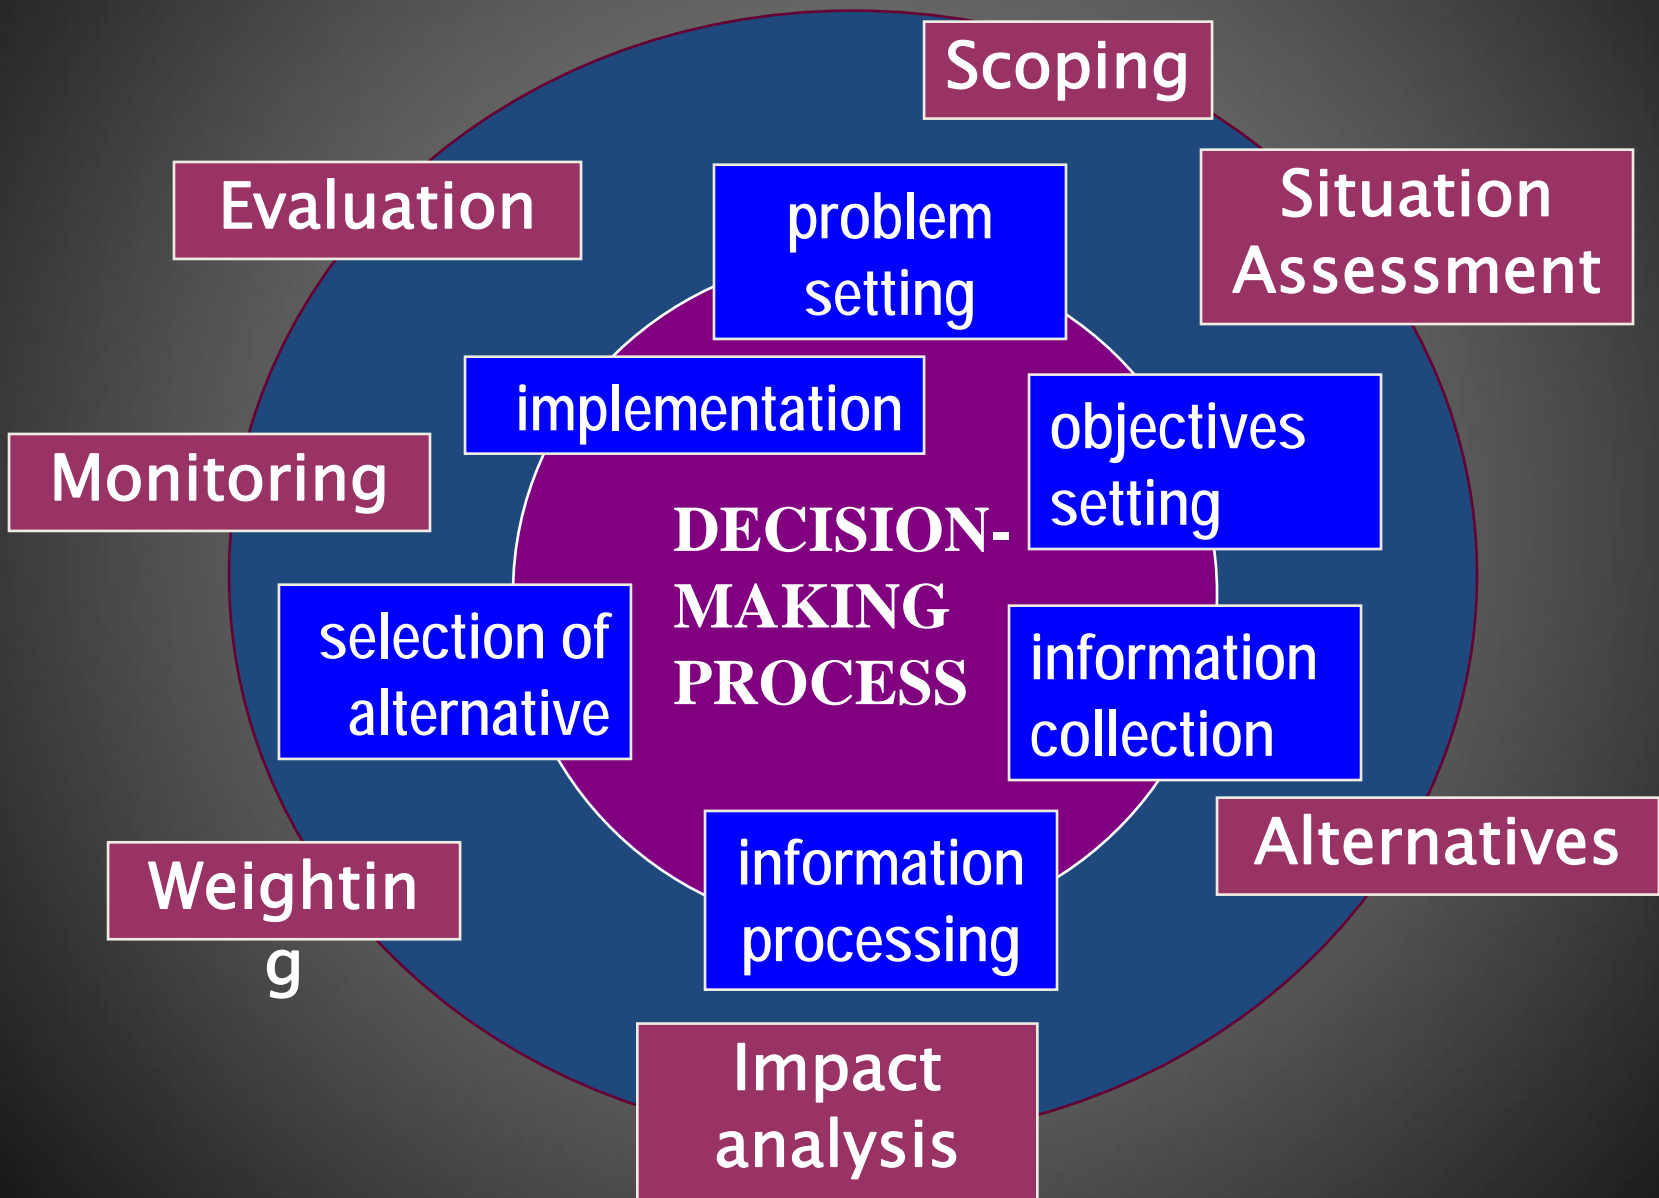 Scoping
Situation
Assessment
Evaluation
problem
setting
implementation
objectives
setting
Monitoring
DECISION-
MAKING
PROCESS
selection of
alternative
information
collection
Alternatives
Weightin
g
information
processing
Impact
analysis